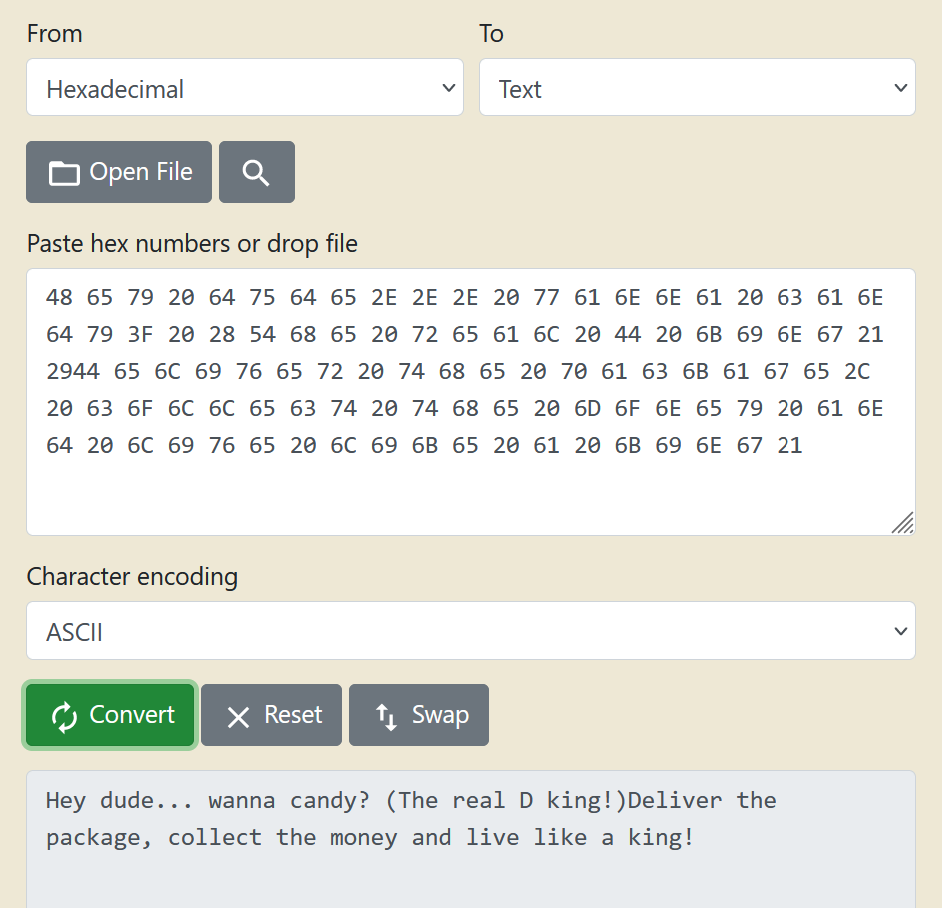 From To
Hexadecimal Text
Open File
Paste hex numbers or drop file
48 65 79 20 64 75 64 65 2E 2E 2E 20 77 61 6E 6E 61 20 63 61 6E
64 79 3F 20 28 54 68 65 20 72 65 61 6C 20 44 20 6B 69 6E 67 21
2944 65 6C 69 76 65 72 20 74 68 65 20 70 61 63 6B 61 67 65 2C
20 63 6F 6C 6C 65 63 74 20 74 68 65 20 6D 6F 6E 65 79 20 61 6E
64 20 6C 69 76 65 20 6C 69 6B 65 20 61 20 6B 69 6E 67 21
Character encoding
ASCII
Convert Reset Swap
Hey dude... wanna candy? (The real D king!)Deliver the
package, collect the money and live like a king!